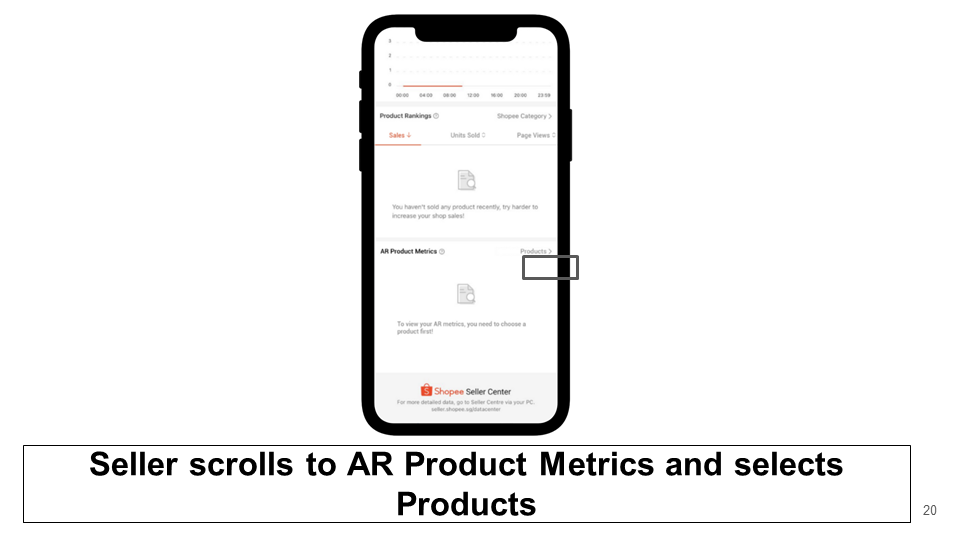 3
2
1
0
00:00 04:00 08:00 12:00 16:00 20:00 23:59
Product Rankings Shopee Category >
Sales ↓ Units Sold Page Views
You haven't sold any product recently, try harder to
increase your shop sales!
AR Product Metrics Products >
To view your AR metrics, you need to choose a
product first!
Shopee Seller Center
For more detailed data, go to Seller Centre via your PC.
seller.shopee.sg/datacenter
Seller scrolls to AR Product Metrics and selects
Products
20